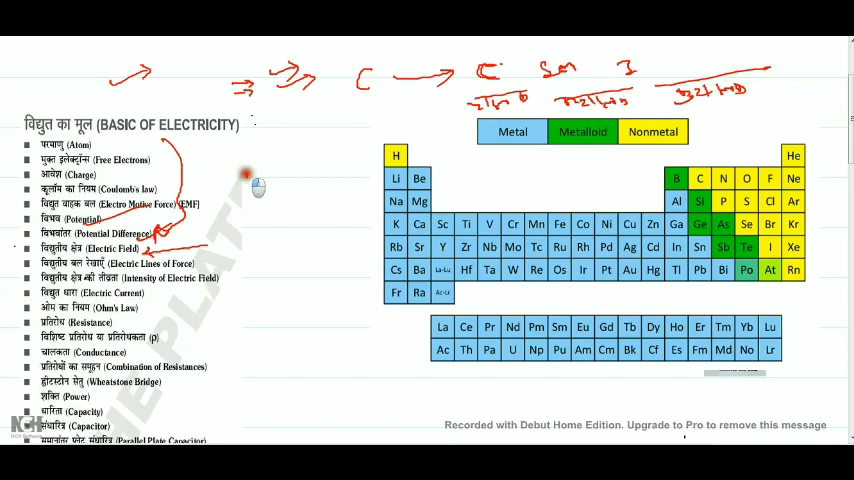 C C Sm I
चालक
विद्युत का मूल (BASIC OF ELECTRICITY)
परमाणु (Atom)
मुक्त इलेक्ट्रॉन्स (Free Electrons)
आवेश (Charge)
कूलॉम का नियम (Coulomb's law)
विद्युत वाहक बल (Electro Motive Force) [EMF]
विभव (Potential)
विभवांतर (Potential Difference)
विद्युतीय क्षेत्र (Electric Field)
विद्युतीय बल रेखाएँ (Electric Lines of Force)
विद्युतीय क्षेत्र की तीव्रता (Intensity of Electric Field)
विद्युत धारा (Electric Current)
ओम का नियम (Ohm's Law)
प्रतिरोध (Resistance)
विशिष्ट प्रतिरोध या प्रतिरोधकता (ρ)
चालकता (Conductance)
प्रतिरोधों का समूहन (Combination of Resistances)
ह्वीटस्टोन सेतु (Wheatstone Bridge)
शक्ति (Power)
धारिता (Capacity)
संधारित्र (Capacitor)
समानांतर प्लेट संधारित्र (Parallel Plate Capacitor)
THE PLAT
NCH
NCH Software
Metal Metalloid Nonmetal
H He
Li Be B C N O F Ne
Na Mg Al Si P S Cl Ar
K Ca Sc Ti V Cr Mn Fe Co Ni Cu Zn Ga Ge As Se Br Kr
Rb Sr Y Zr Nb Mo Tc Ru Rh Pd Ag Cd In Sn Sb Te I Xe
Cs Ba La-Lu Hf Ta W Re Os Ir Pt Au Hg Tl Pb Bi Po At Rn
Fr Ra Ac-Lr
La Ce Pr Nd Pm Sm Eu Gd Tb Dy Ho Er Tm Yb Lu
Ac Th Pa U Np Pu Am Cm Bk Cf Es Fm Md No Lr
Recorded with Debut Home Edition. Upgrade to Pro to remove this message